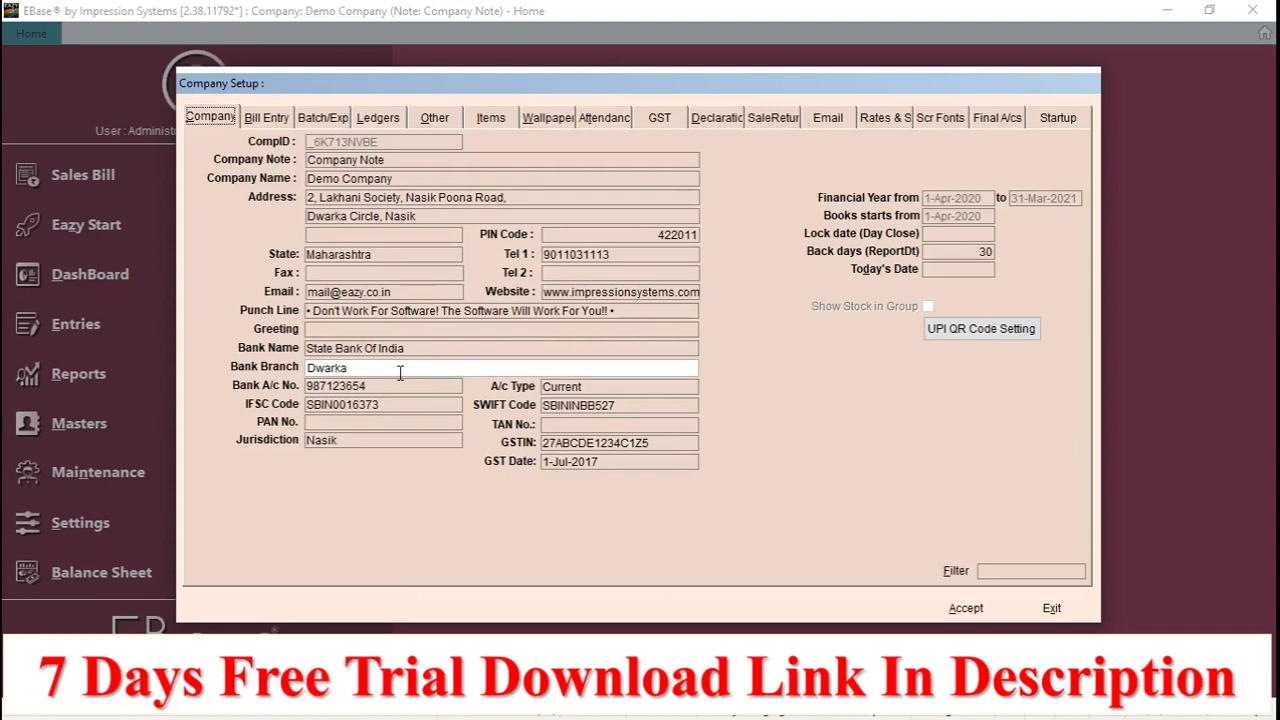 EBase® by Impression Systems [2.38.11792*] : Company: Demo Company (Note: Company Note) - Home
Home
User : Administ
Sales Bill
Eazy Start
DashBoard
Entries
Reports
Masters
Maintenance
Settings
Balance Sheet
Company Setup :
Company Bill Entry Batch/Exp Ledgers Other Items Wallpaper Attendanc GST Declaratic SaleRetur Email Rates & S Scr Fonts Final A/cs Startup
CompID : _6K713NVBE
Company Note : Company Note
Company Name : Demo Company
Address: 2, Lakhani Society, Nasik Poona Road,
Dwarka Circle, Nasik
PIN Code : 422011
State: Maharashtra Tel 1 : 9011031113
Fax : Tel 2 :
Email : mail@eazy.co.in Website : www.impressionsystems.com
Punch Line • Don't Work For Software! The Software Will Work For You!! •
Greeting
Bank Name State Bank Of India
Bank Branch Dwarka
Bank A/c No. 987123654 A/c Type Current
IFSC Code SBIN0016373 SWIFT Code SBININBB527
PAN No. TAN No.:
Jurisdiction Nasik GSTIN: 27ABCDE1234C1Z5
GST Date: 1-Jul-2017
Financial Year from 1-Apr-2020 to 31-Mar-2021
Books starts from 1-Apr-2020
Lock date (Day Close)
Back days (ReportDt) 30
Today's Date
Show Stock in Group
UPI QR Code Setting
Filter
Accept Exit
7 Days Free Trial Download Link In Description